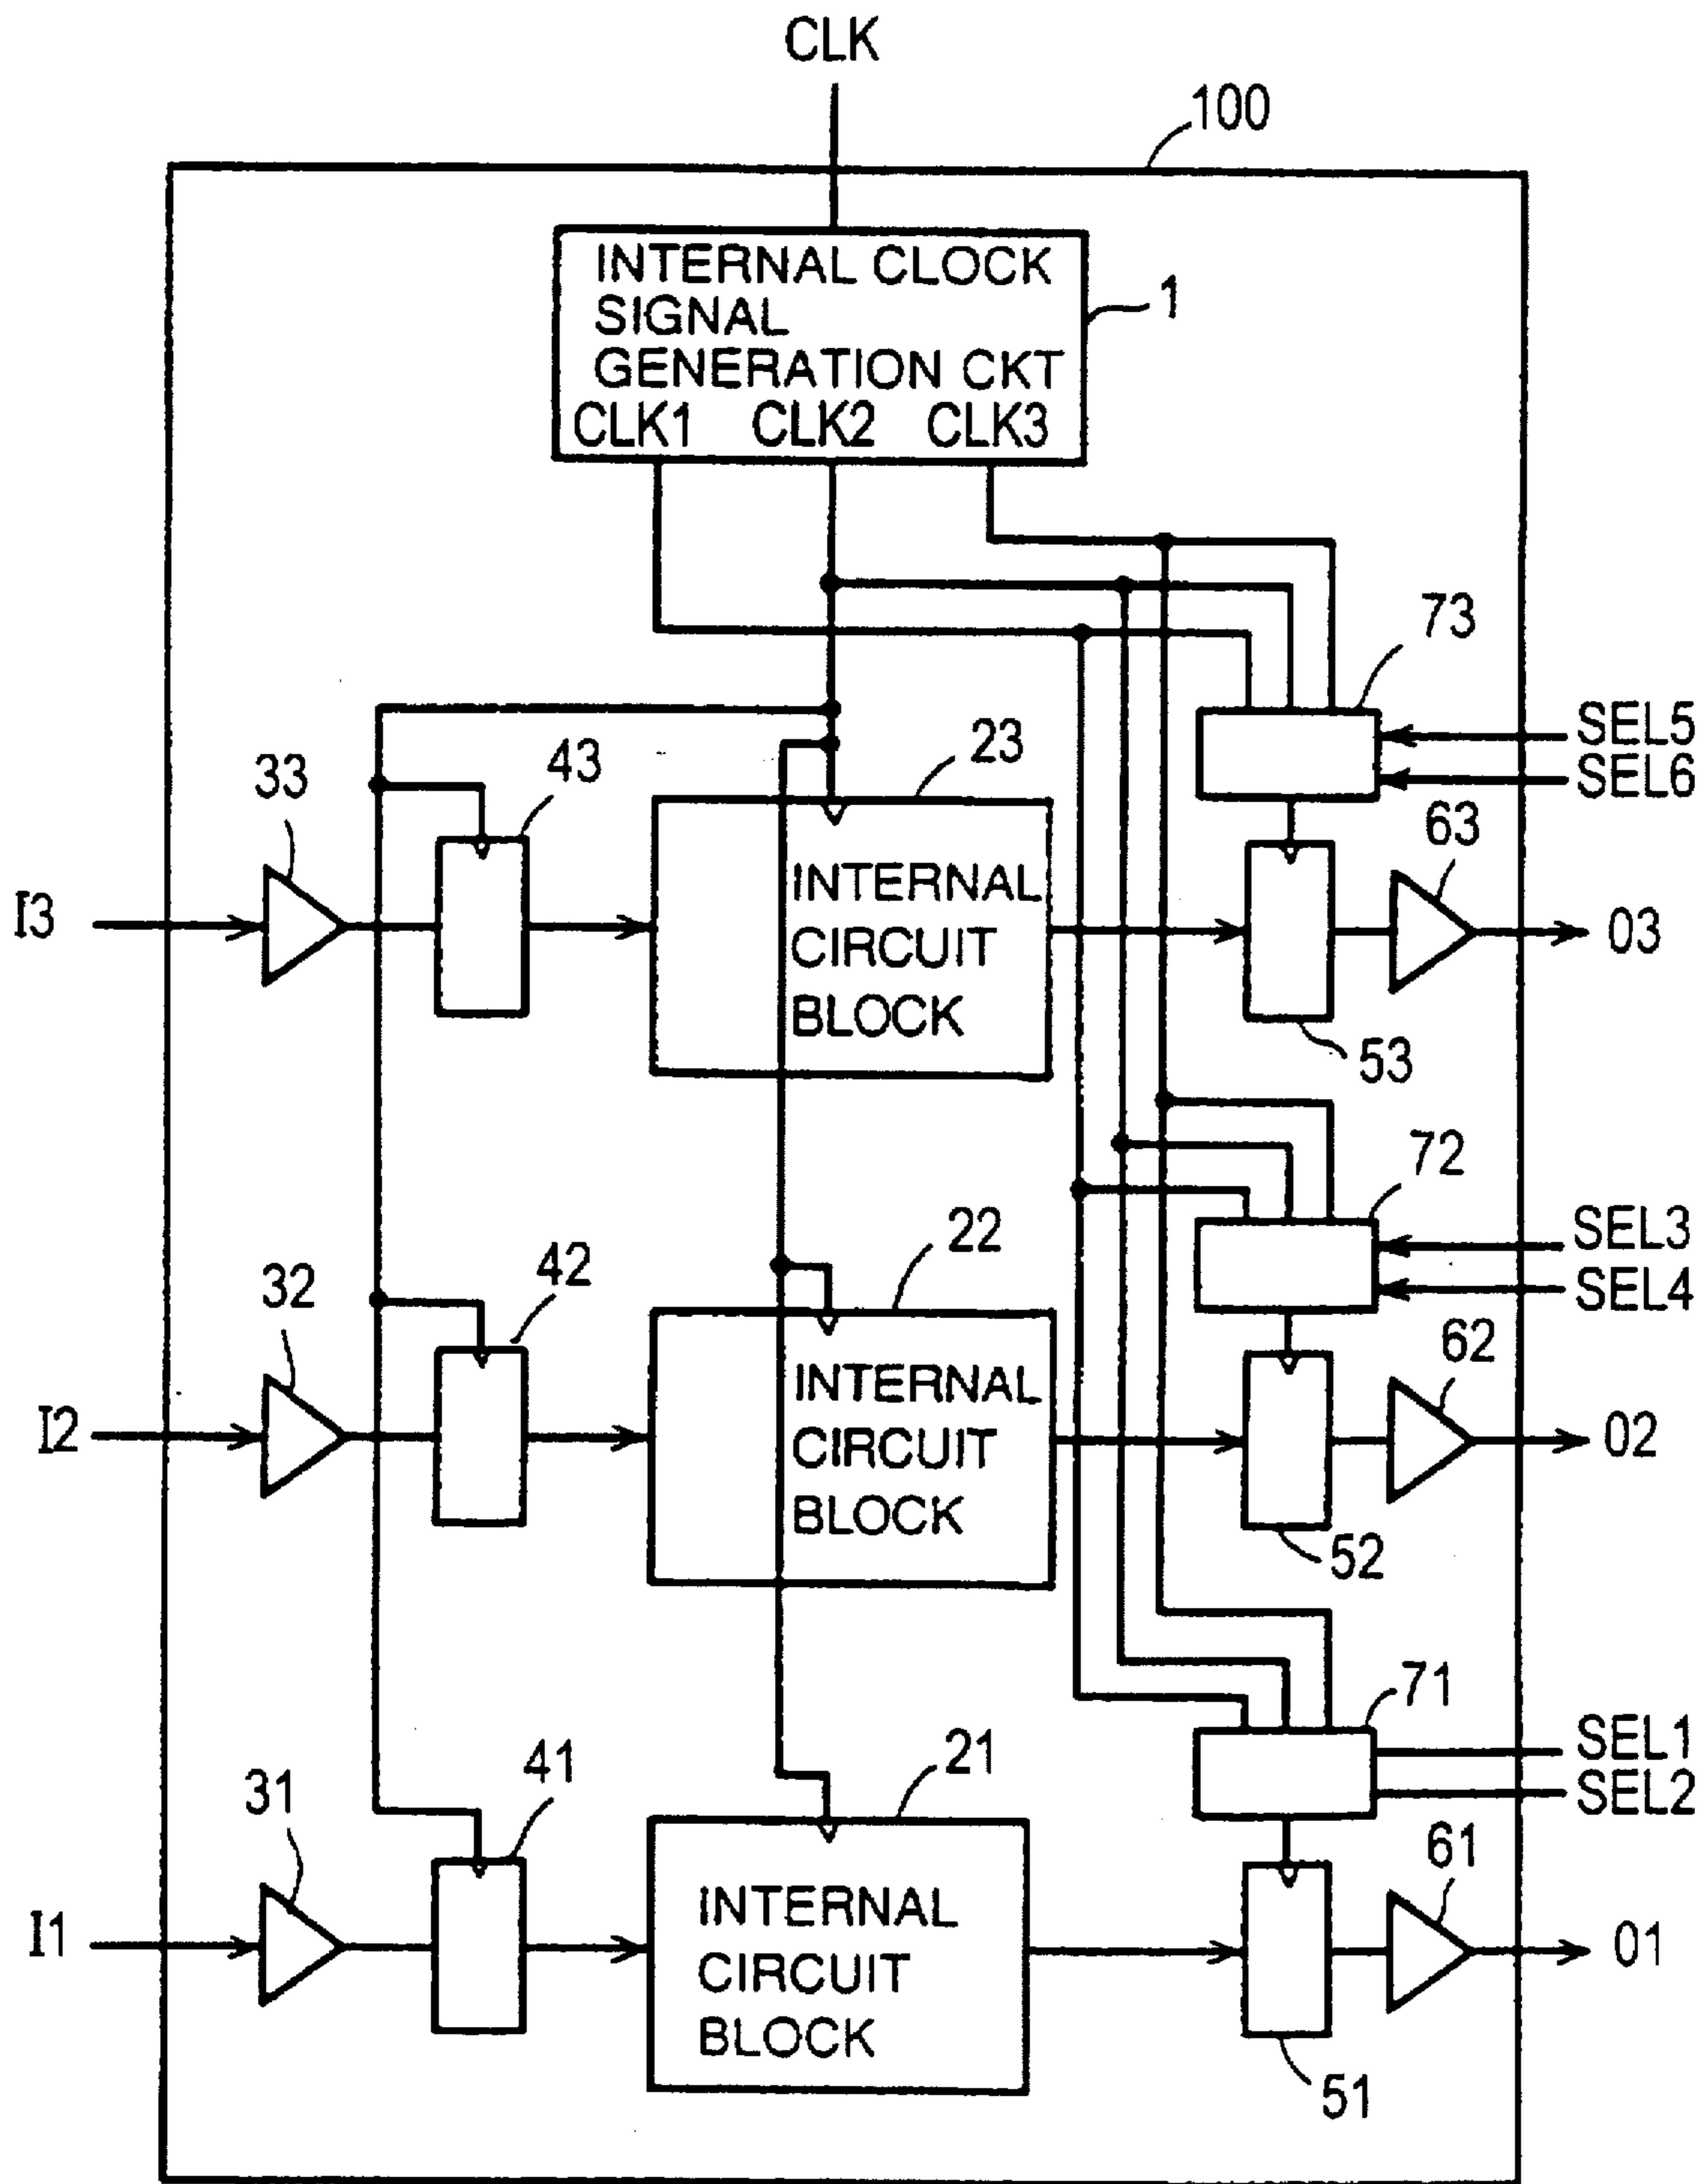 CLK
100
INTERNAL CLOCK
SIGNAL
GENERATION CKT
CLK1 CLK2 CLK3
1
73
SEL5
SEL6
33
43
23
63
I3
INTERNAL
CIRCUIT
BLOCK
03
53
72
SEL3
SEL4
32
42
22
62
I2
INTERNAL
CIRCUIT
BLOCK
02
52
71
SEL1
SEL2
31
41
21
61
I1
INTERNAL
CIRCUIT
BLOCK
01
51